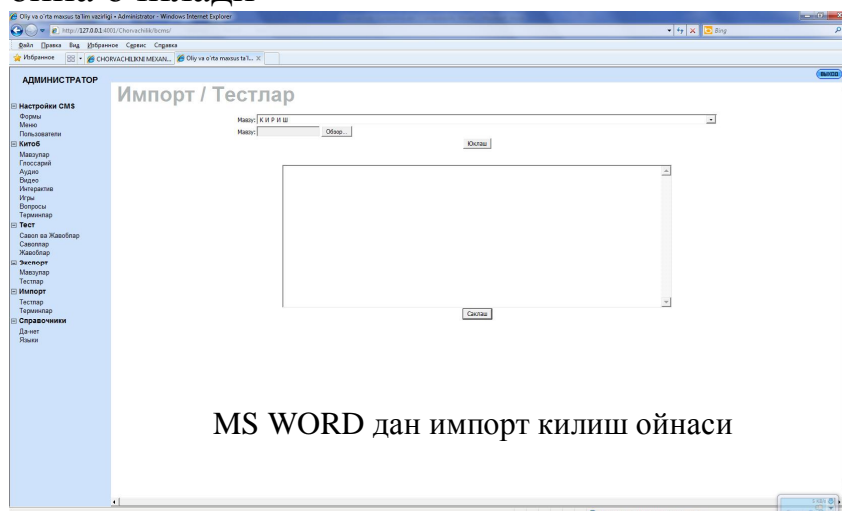 Oliy va o'rta maxsus ta'lim vazirligi • Administrator - Windows Internet Explorer
http://127.0.0.1:4001/Chorvachilik/bcms/
Bing
Файл Правка Вид Избранное Сервис Справка
Избранное CHORVACHILIKNI MEXAN... Oliy va o'rta maxsus ta'l...
АДМИНИСТРАТОР
Импорт / Тестлар
Мавзу: К И Р И Ш
Мавзу: Обзор...
Юклаш
Настройки CMS
Формы
Меню
Пользователи
Китоб
Мавзулар
Глоссарий
Аудио
Видео
Интерактив
Игры
Вопросы
Терминлар
Тест
Савол ва Жавоблар
Саволлар
Жавоблар
Экспорт
Мавзулар
Тестлар
Импорт
Тестлар
Терминлар
Справочники
Да-нет
Языки
Саклаш
MS WORD дан импорт килиш ойнаси